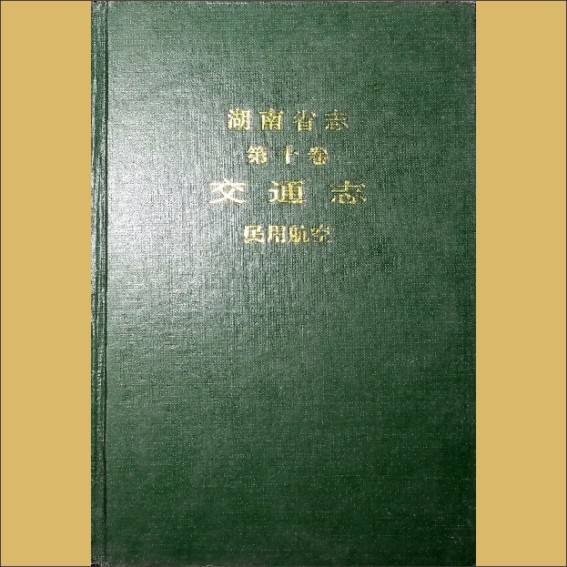 湖南省志
第十卷
交通志
民用航空